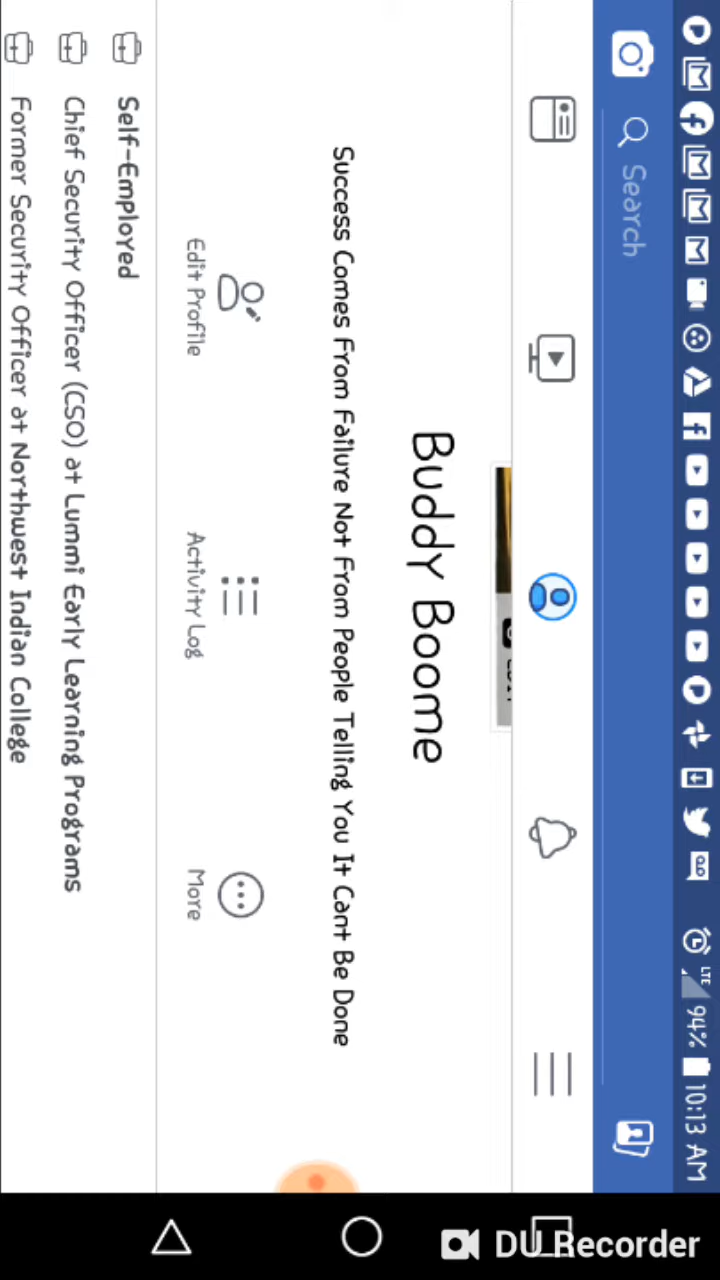 LTE 94% 10:13 AM
Search
Buddy Boome
Success Comes From Failure Not From People Telling You It Cant Be Done
Edit Profile
Activity Log
More
Self-Employed
Chief Security Officer (CSO) at Lummi Early Learning Programs
Former Security Officer at Northwest Indian College
DU Recorder